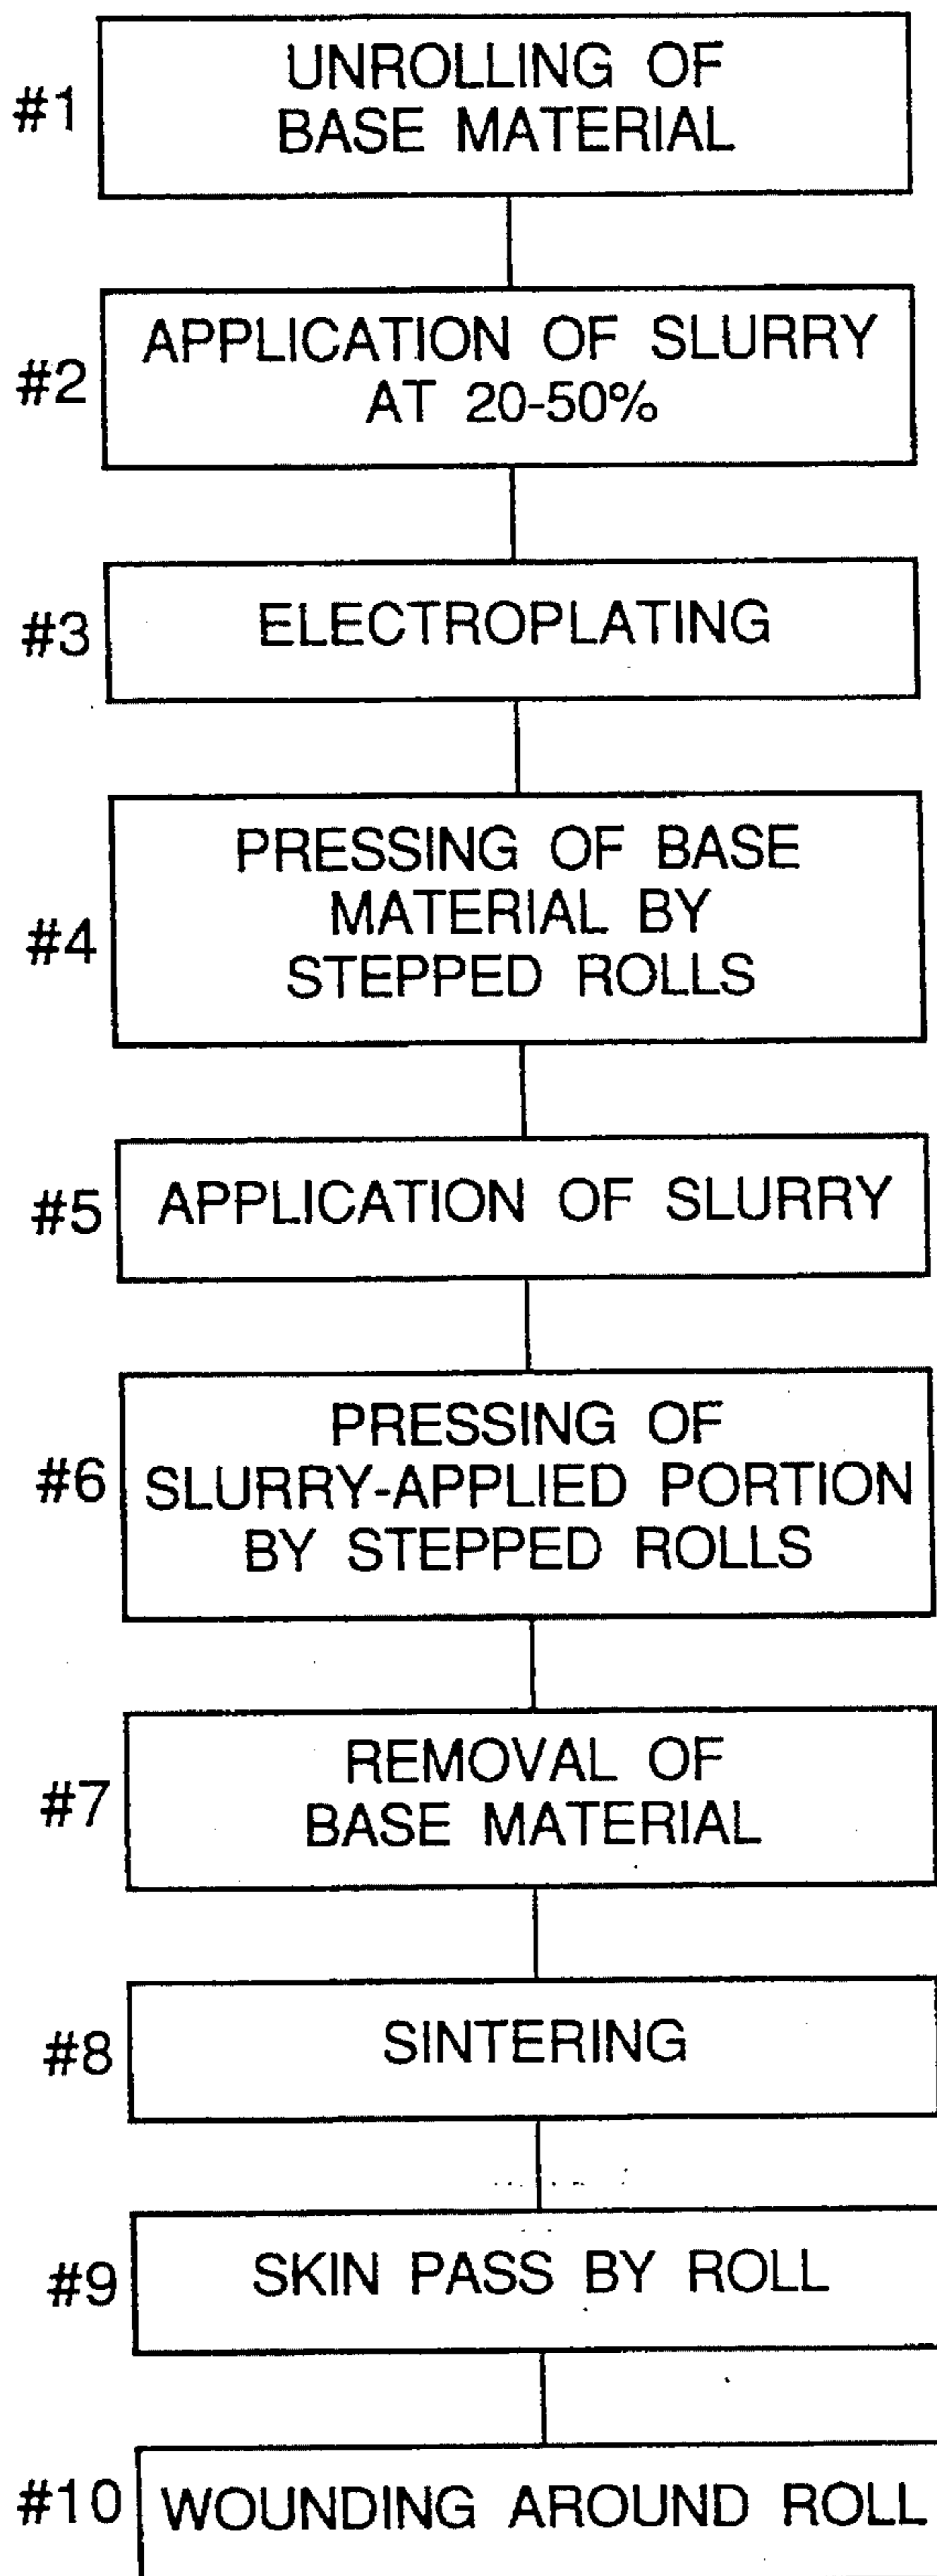 #1
UNROLLING OF
BASE MATERIAL
#2
APPLICATION OF SLURRY
AT 20-50%
#3
ELECTROPLATING
#4
PRESSING OF BASE
MATERIAL BY
STEPPED ROLLS
#5
APPLICATION OF SLURRY
#6
PRESSING OF
SLURRY-APPLIED PORTION
BY STEPPED ROLLS
#7
REMOVAL OF
BASE MATERIAL
#8
SINTERING
#9
SKIN PASS BY ROLL
#10
WOUNDING AROUND ROLL